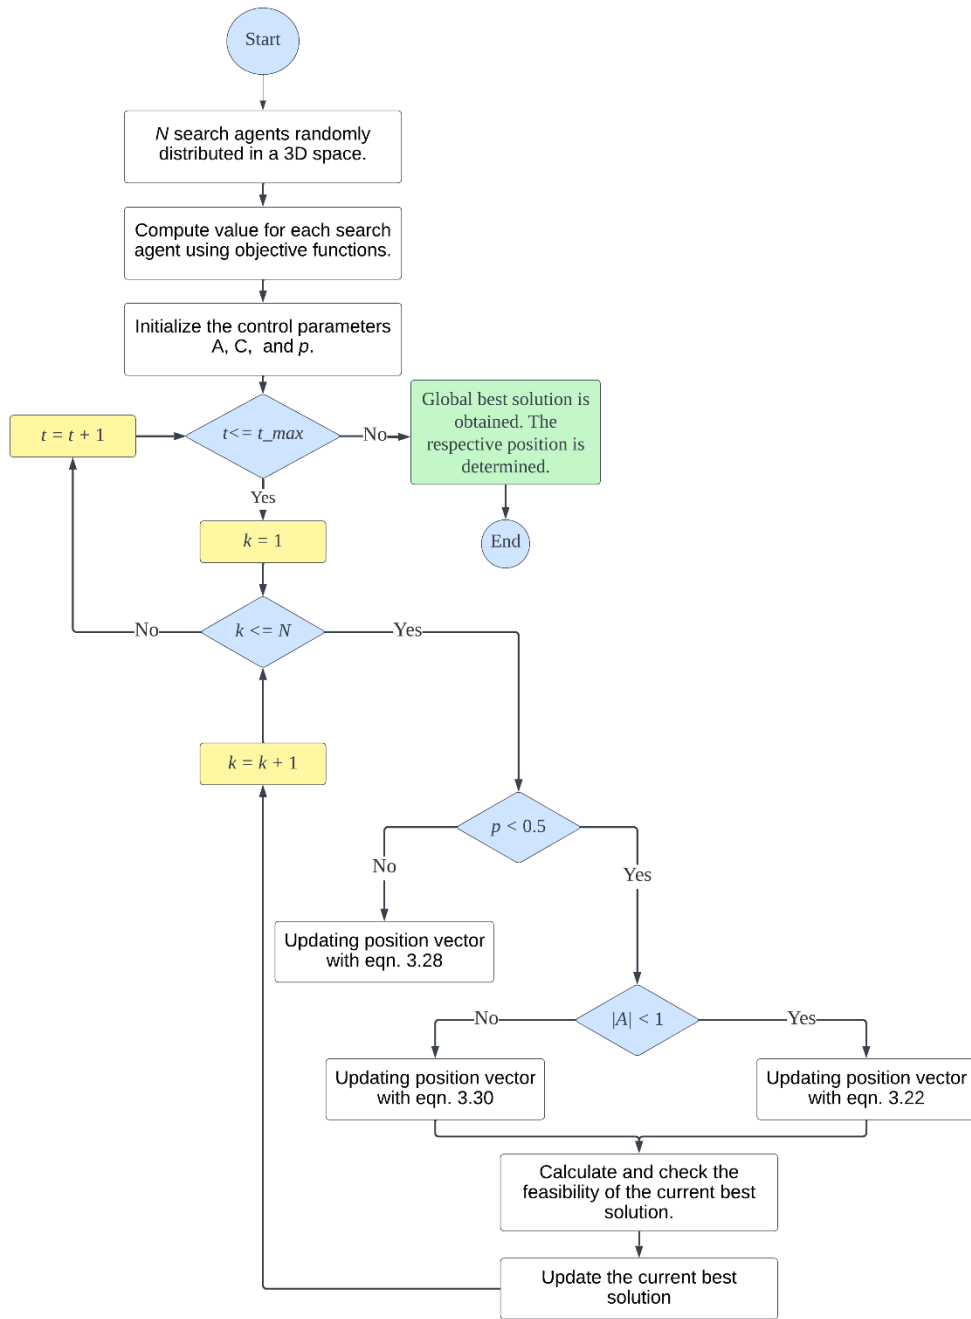 Start
N search agents randomly
distributed in a 3D space.
Compute value for each search
agent using objective functions.
Initialize the control parameters
A, C, and p.
t = t + 1
t<= t_max
No
Global best solution is
obtained. The
respective position is
determined.
Yes
k = 1
End
No
k <= N
Yes
k = k + 1
p < 0.5
No
Yes
Updating position vector
with eqn. 3.28
No
|A| < 1
Yes
Updating position vector
with eqn. 3.30
Updating position vector
with eqn. 3.22
Calculate and check the
feasibility of the current best
solution.
Update the current best
solution